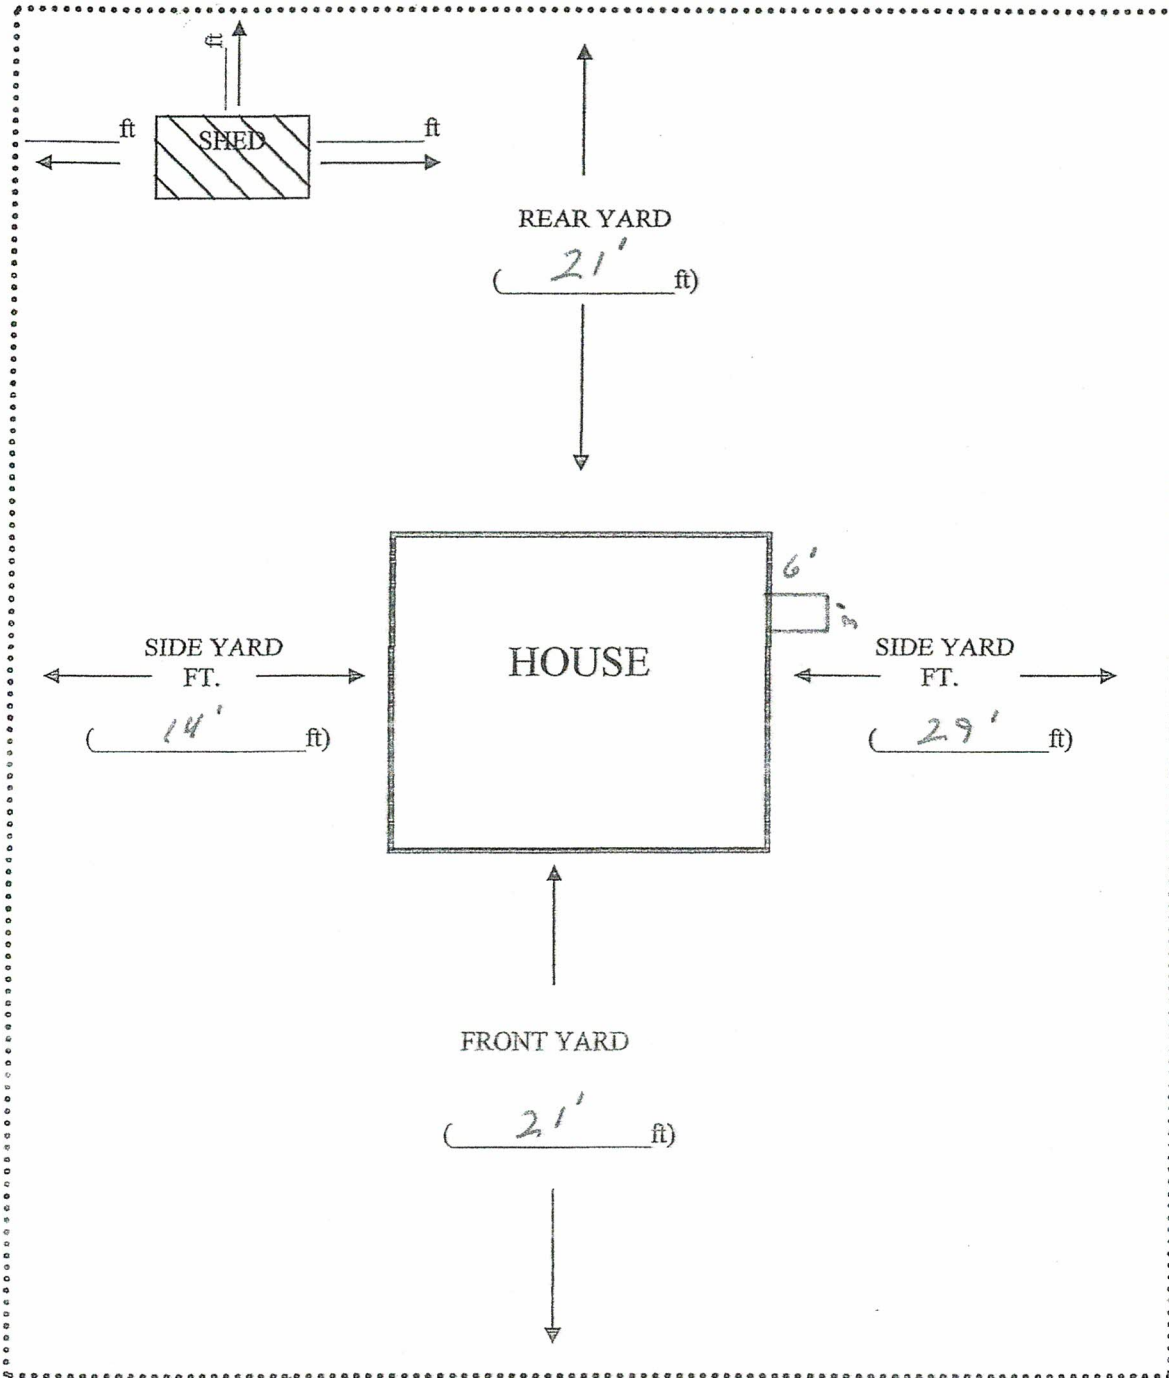 ft
ft
SHED
ft
REAR YARD
( 21' ft)
6'
3'
HOUSE
SIDE YARD
FT.
( 14' ft)
SIDE YARD
FT.
( 29' ft)
FRONT YARD
( 21' ft)